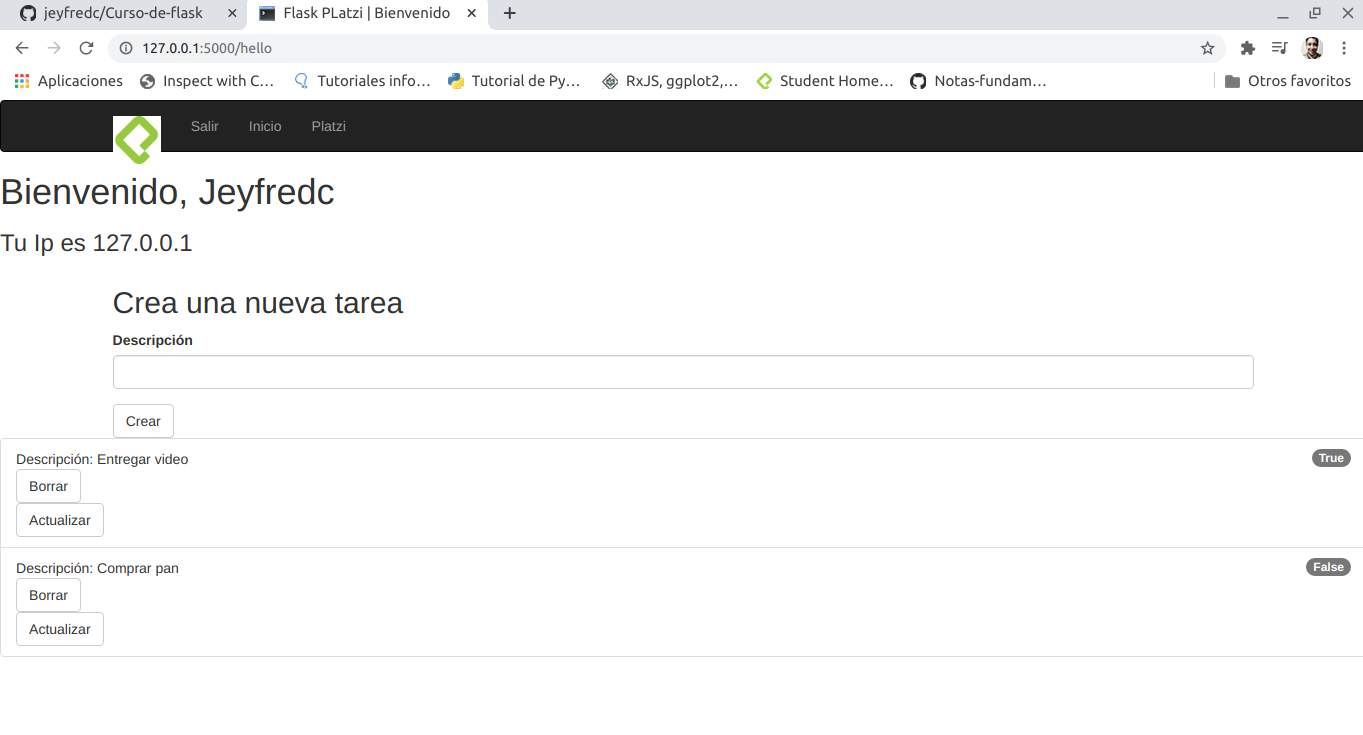 jeyfredc/Curso-de-flask Flask PLatzi | Bienvenido
127.0.0.1:5000/hello
Aplicaciones Inspect with C... Tutoriales info... Tutorial de Py... RxJS, ggplot2,... Student Home... Notas-fundam... Otros favoritos
Salir Inicio Platzi
Bienvenido, Jeyfredc
Tu Ip es 127.0.0.1
Crea una nueva tarea
Descripción
Crear
Descripción: Entregar video True
Borrar
Actualizar
Descripción: Comprar pan False
Borrar
Actualizar